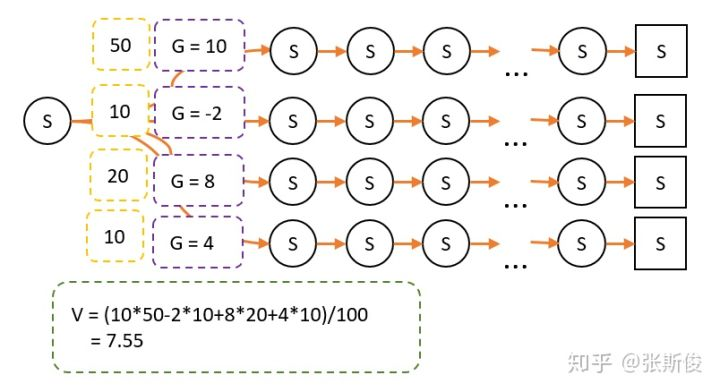 50 G = 10 S S S S S
... 
S 10 G = -2 S S S S S
...
20 G = 8 S S S S S
...
10 G = 4 S S S S S
...
V = (10*50-2*10+8*20+4*10)/100
= 7.55
知乎 @张斯俊